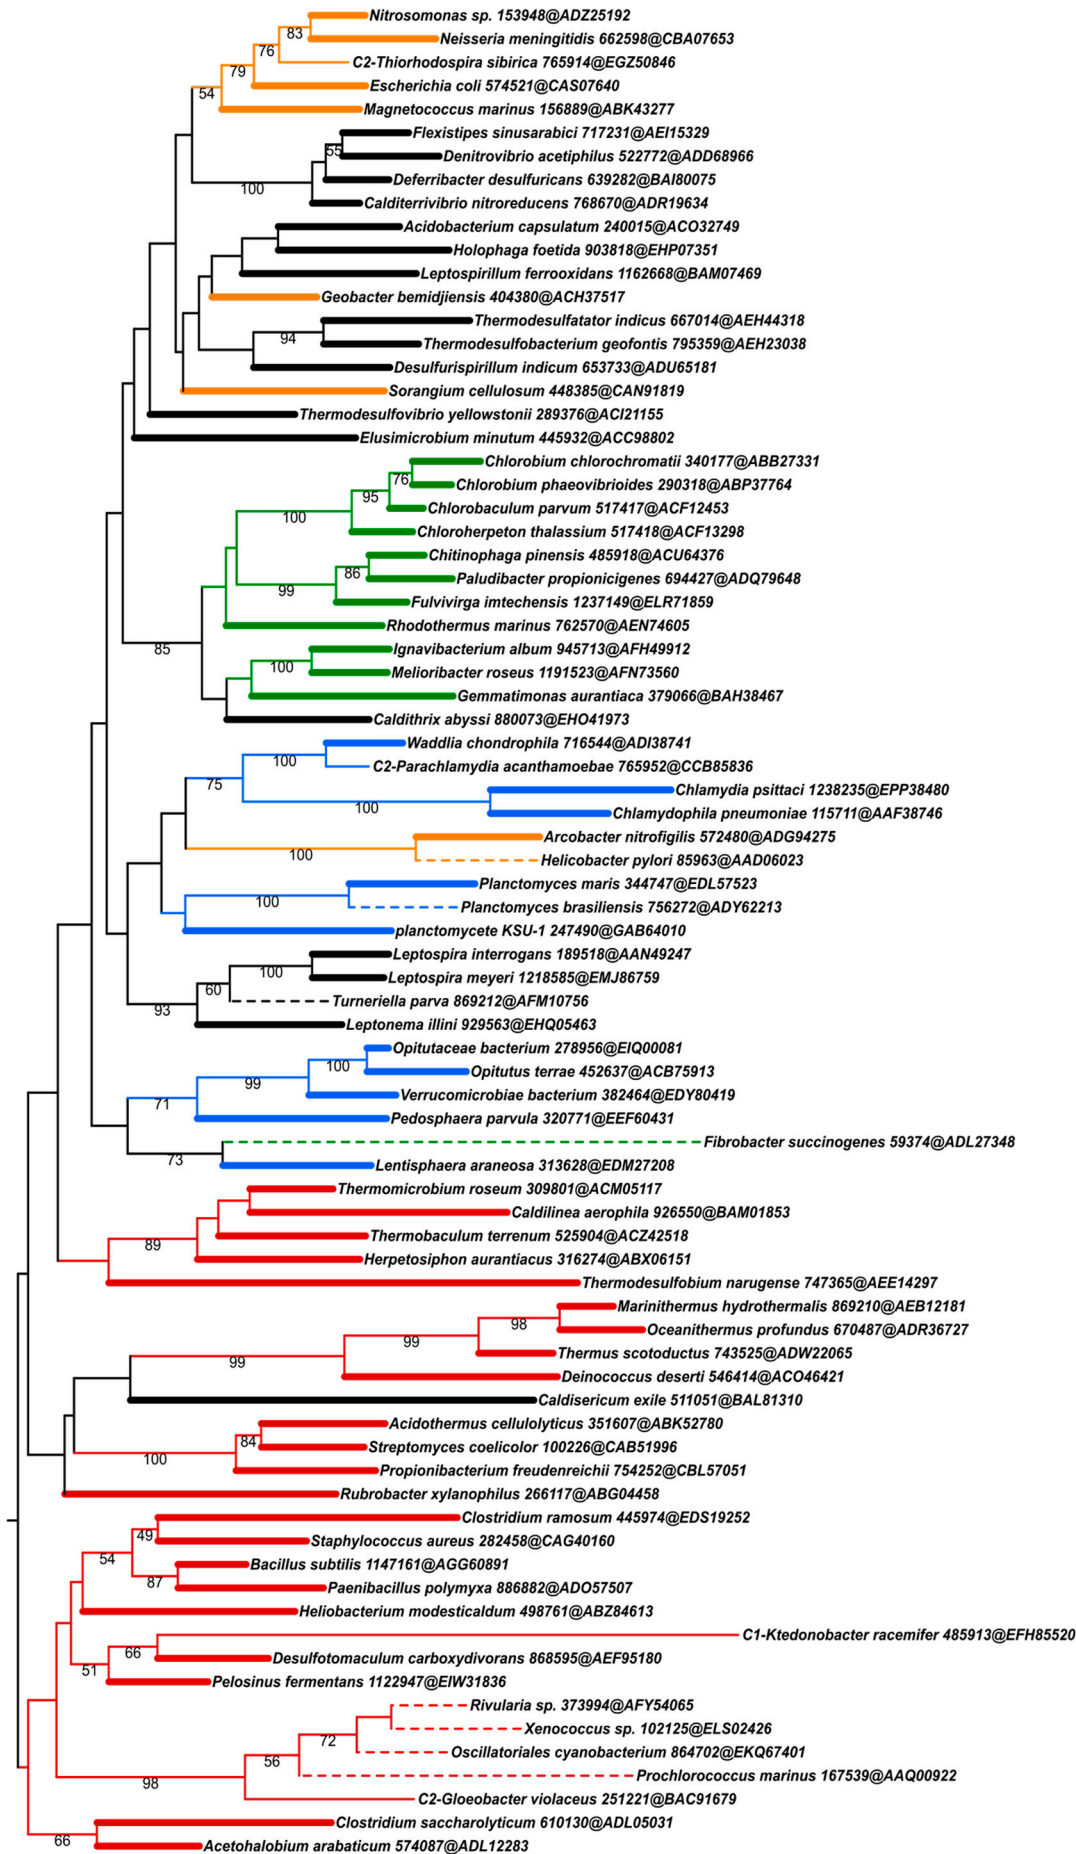 Nitrosomonas sp. 153948@ADZ25192
83
Neisseria meningitidis 662598@CBA07653
76
C2-Thiorhodospira sibirica 765914@EGZ50846
79
Escherichia coli 574521@CAS07640
54
Magnetococcus marinus 156889@ABK43277
Flexistipes sinusarabici 717231@AEI15329
55
Denitrovibrio acetiphilus 522772@ADD68966
Deferribacter desulfuricans 639282@BAI80075
100
Calditerrivibrio nitroreducens 768670@ADR19634
Acidobacterium capsulatum 240015@ACO32749
Holophaga foetida 903818@EHP07351
Leptospirillum ferrooxidans 1162668@BAM07469
Geobacter bemidjiensis 404380@ACH37517
Thermodesulfatator indicus 667014@AEH44318
94
Thermodesulfobacterium geofontis 795359@AEH23038
Desulfurispirillum indicum 653733@ADU65181
Sorangium cellulosum 448385@CAN91819
Thermodesulfovibrio yellowstonii 289376@ACI21155
Elusimicrobium minutum 445932@ACC98802
Chlorobium chlorochromatii 340177@ABB27331
76
Chlorobium phaeovibrioides 290318@ABP37764
95
Chlorobaculum parvum 517417@ACF12453
100
Chloroherpeton thalassium 517418@ACF13298
Chitinophaga pinensis 485918@ACU64376
86
Paludibacter propionicigenes 694427@ADQ79648
99
Fulvivirga imtechensis 1237149@ELR71859
Rhodothermus marinus 762570@AEN74605
85
Ignavibacterium album 945713@AFH49912
100
Melioribacter roseus 1191523@AFN73560
Gemmatimonas aurantiaca 379066@BAH38467
Caldithrix abyssi 880073@EHO41973
Waddlia chondrophila 716544@ADI38741
100
C2-Parachlamydia acanthamoebae 765952@CCB85836
75
Chlamydia psittaci 1238235@EPP38480
100
Chlamydophila pneumoniae 115711@AAF38746
Arcobacter nitrofigilis 572480@ADG94275
100
Helicobacter pylori 85963@AAD06023
Planctomyces maris 344747@EDL57523
100
Planctomyces brasiliensis 756272@ADY62213
planctomycete KSU-1 247490@GAB64010
Leptospira interrogans 189518@AAN49247
100
Leptospira meyeri 1218585@EMJ86759
60
Turneriella parva 869212@AFM10756
93
Leptonema illini 929563@EHQ05463
Opitutaceae bacterium 278956@EIQ00081
100
Opitutus terrae 452637@ACB75913
99
Verrucomicrobiae bacterium 382464@EDY80419
71
Pedosphaera parvula 320771@EEF60431
Fibrobacter succinogenes 59374@ADL27348
73
Lentisphaera araneosa 313628@EDM27208
Thermomicrobium roseum 309801@ACM05117
Caldilinea aerophila 926550@BAM01853
Thermobaculum terrenum 525904@ACZ42518
89
Herpetosiphon aurantiacus 316274@ABX06151
Thermodesulfobium narugense 747365@AEE14297
Marinithermus hydrothermalis 869210@AEB12181
98
Oceanithermus profundus 670487@ADR36727
99
Thermus scotoductus 743525@ADW22065
99
Deinococcus deserti 546414@ACO46421
Caldisericum exile 511051@BAL81310
Acidothermus cellulolyticus 351607@ABK52780
84
Streptomyces coelicolor 100226@CAB51996
100
Propionibacterium freudenreichii 754252@CBL57051
Rubrobacter xylanophilus 266117@ABG04458
Clostridium ramosum 445974@EDS19252
49
Staphylococcus aureus 282458@CAG40160
54
Bacillus subtilis 1147161@AGG60891
87
Paenibacillus polymyxa 886882@ADO57507
Heliobacterium modesticaldum 498761@ABZ84613
C1-Ktedonobacter racemifer 485913@EFH85520
66
Desulfotomaculum carboxydivorans 868595@AEF95180
51
Pelosinus fermentans 1122947@EIW31836
Rivularia sp. 373994@AFY54065
Xenococcus sp. 102125@ELS02426
72
Oscillatoriales cyanobacterium 864702@EKQ67401
56
Prochlorococcus marinus 167539@AAQ00922
98
C2-Gloeobacter violaceus 251221@BAC91679
Clostridium saccharolyticum 610130@ADL05031
66
Acetohalobium arabaticum 574087@ADL12283